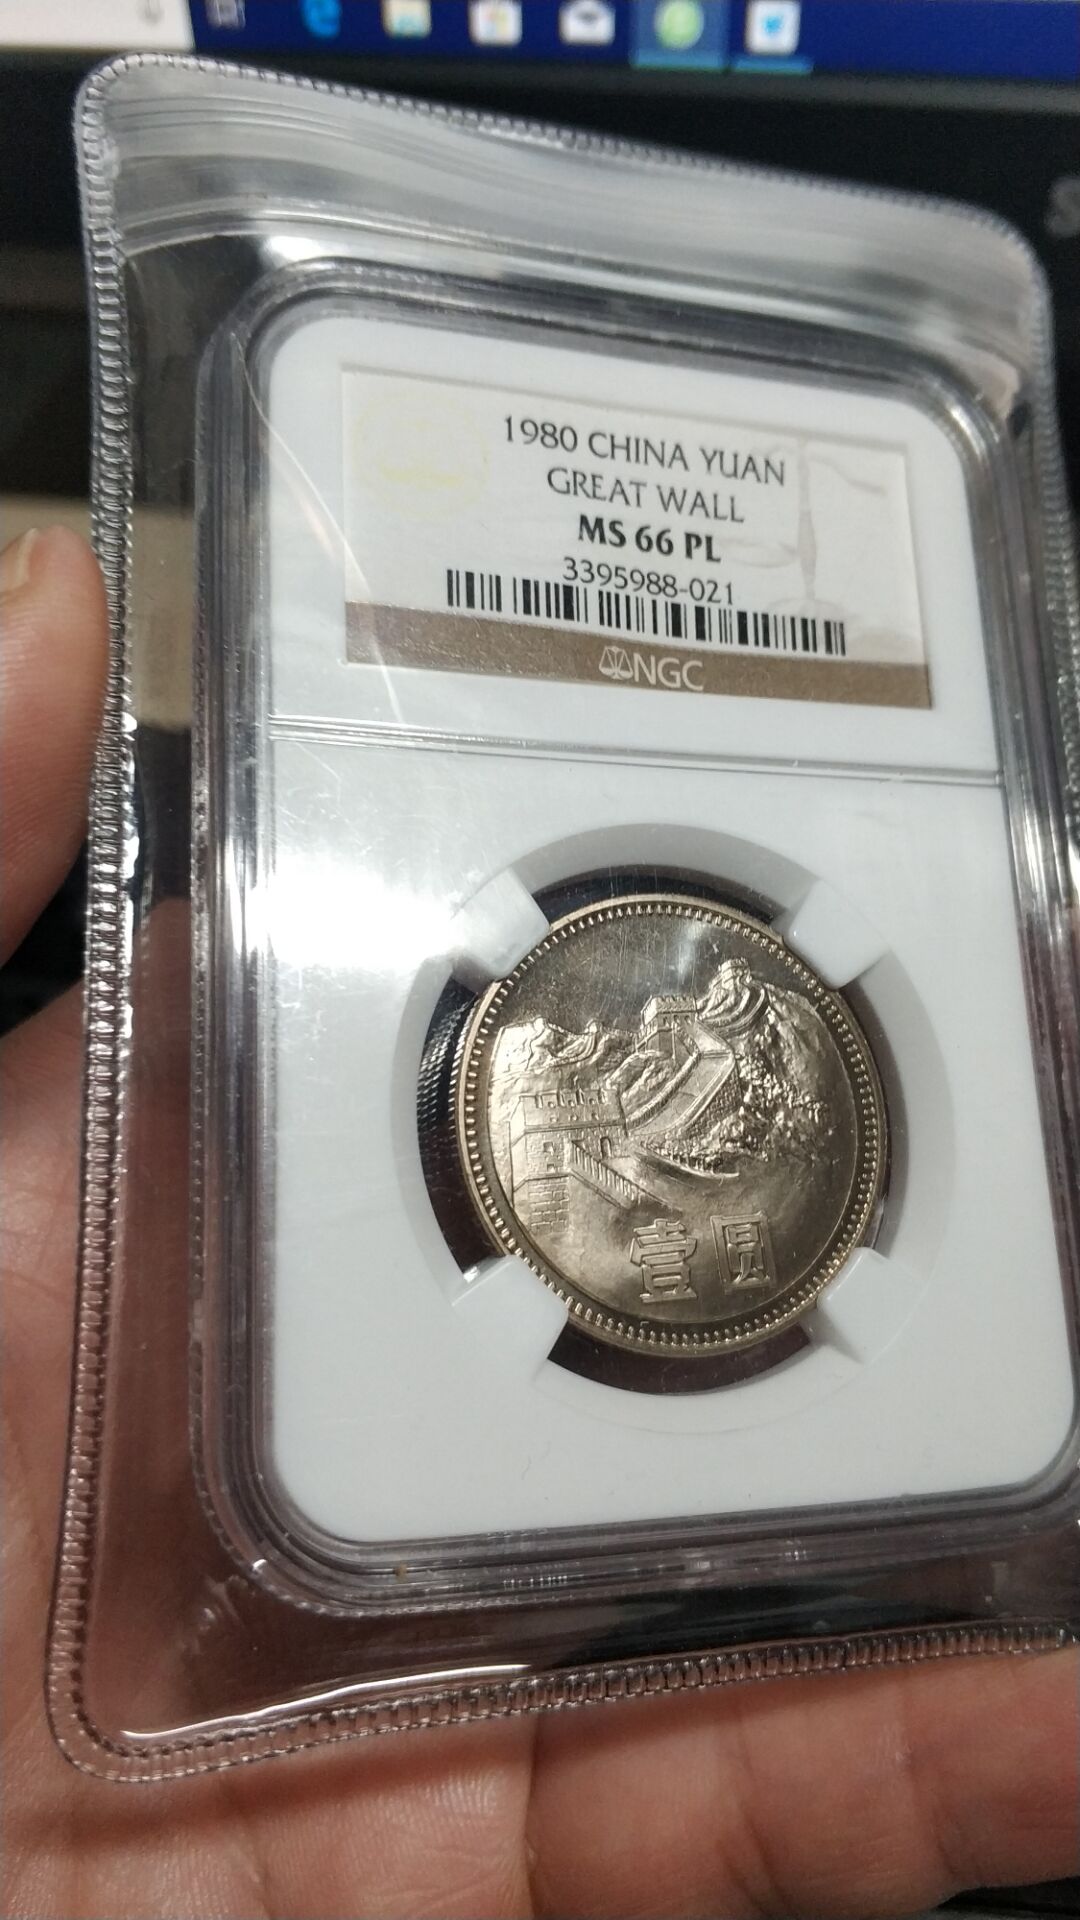 1980 CHINA YUAN
GREAT WALL
MS 66 PL
3395988-021
NGC
壹圆